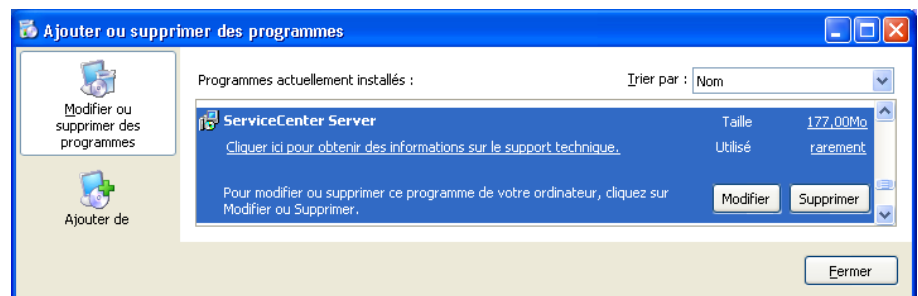 Ajouter ou supprimer des programmes
Modifier ou
supprimer des
programmes
Ajouter de
Programmes actuellement installés :
Trier par : Nom
ServiceCenter Server
Taille 177,00Mo
Cliquer ici pour obtenir des informations sur le support technique.
Utilisé rarement
Pour modifier ou supprimer ce programme de votre ordinateur, cliquez sur
Modifier ou Supprimer.
Modifier Supprimer
Fermer